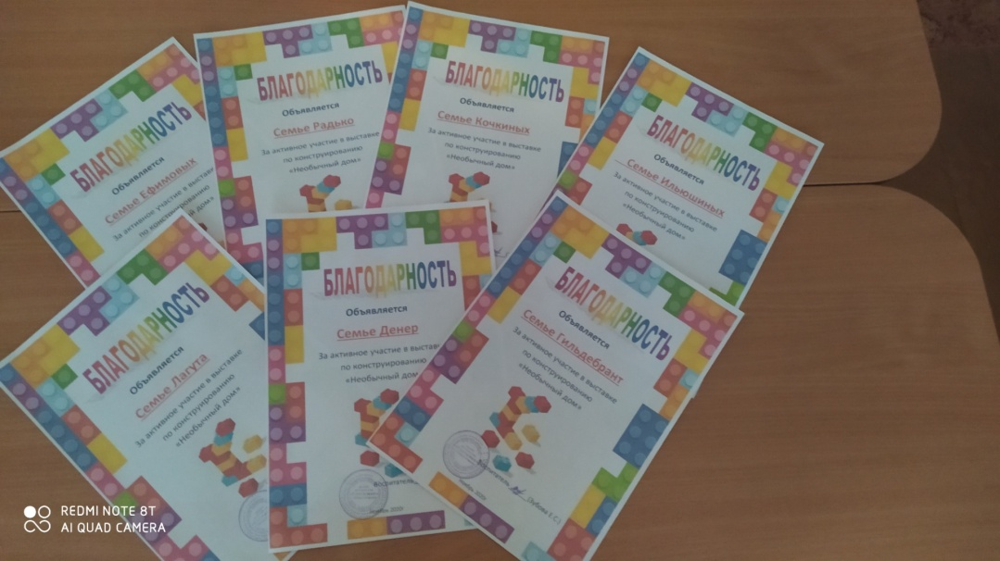 БЛАГОДАРНОСТЬ
Объявляется
Семье Ефимовых
За активное участие в выставке
по конструированию
БЛАГОДАРНОСТЬ
Объявляется
Семье Радько
За активное участие в выставке
по конструированию
«Необычный дом»
БЛАГОДАРНОСТЬ
Объявляется
Семье Кочкиных
За активное участие в выставке
по конструированию
«Необычный дом»
БЛАГОДАРНОСТЬ
Объявляется
Семье Ильюшиных
За активное участие в выставке
по конструированию
«Необычный дом»
БЛАГОДАРНОСТЬ
Объявляется
Семье Лагута
За активное участие в выставке
по конструированию
«Необычный дом»
БЛАГОДАРНОСТЬ
Объявляется
Семье Денер
За активное участие в выставке
по конструированию
«Необычный дом
Воспитатель
Ноябрь 2020г
БЛАГОДАРНОСТЬ
Объявляется
Семье Гильдебрант
За активное участие в выставке
по конструированию
«Необычный дом»
Воспитатель
Ноябрь 2020г
REDMI NOTE 8T
AI QUAD CAMERA